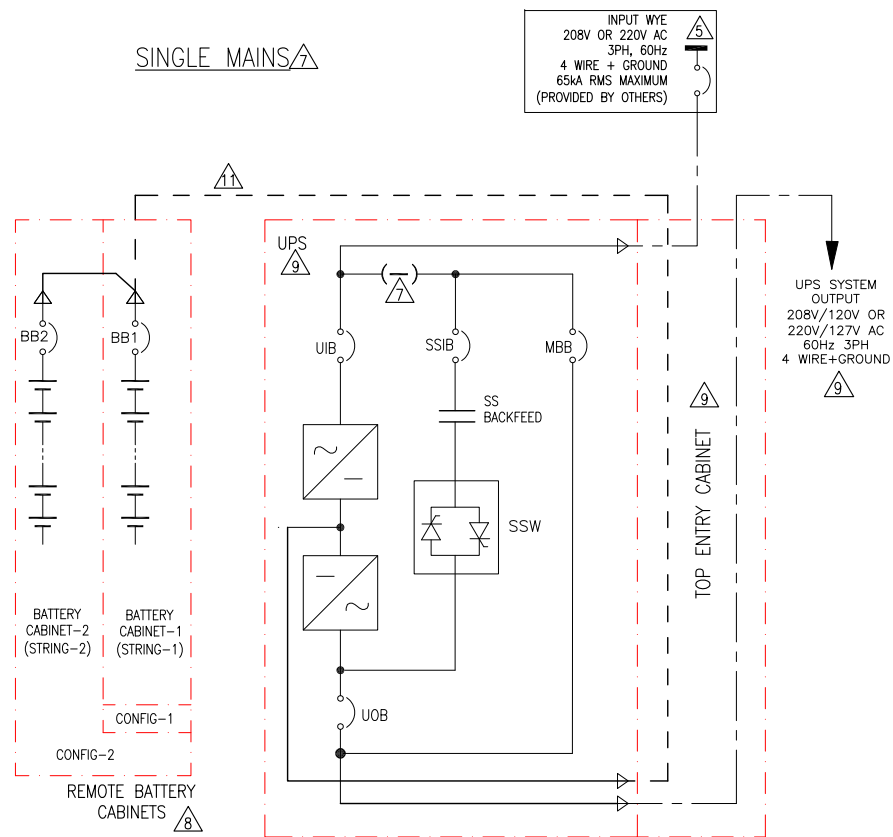 SINGLE MAINS 7
INPUT WYE
208V OR 220V AC
3PH, 60Hz
4 WIRE + GROUND
65kA RMS MAXIMUM
(PROVIDED BY OTHERS)
5
11
UPS
9
7
BB2
BB1
UIB
SSIB
MBB
SS
BACKFEED
SSW
UOB
9
TOP ENTRY CABINET
UPS SYSTEM
OUTPUT
208V/120V OR
220V/127V AC
60Hz 3PH
4 WIRE+GROUND
9
BATTERY
CABINET-2
(STRING-2)
BATTERY
CABINET-1
(STRING-1)
CONFIG-1
CONFIG-2
REMOTE BATTERY
CABINETS 8